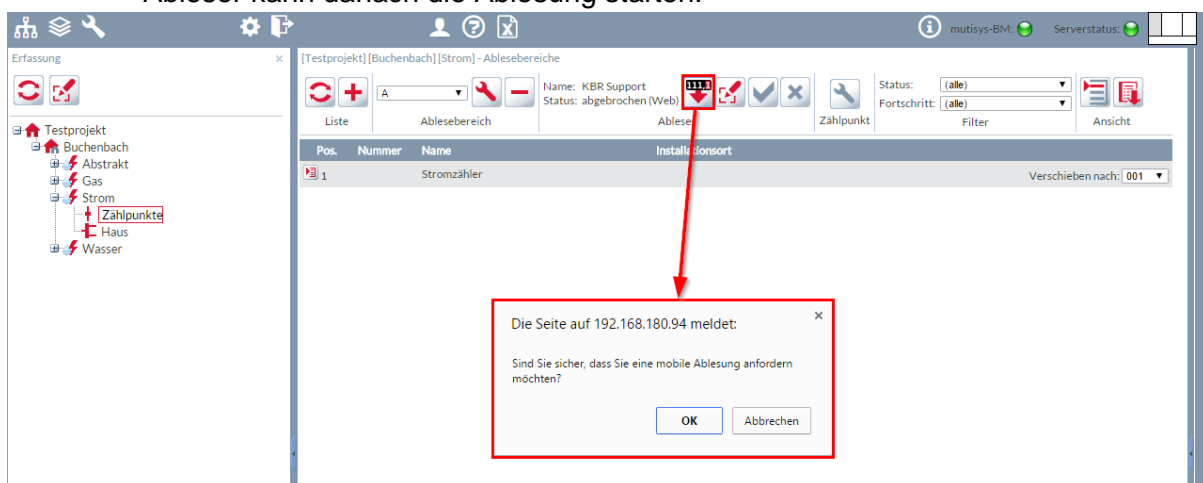 Ableser kann danach die Ablesung starten.
mutisys-BM:
Serverstatus:
Erfassung
Testprojekt
Buchenbach
Abstrakt
Gas
Strom
Zählpunkte
Haus
Wasser
[Testprojekt] [Buchenbach] [Strom] - Ablesebereiche
Liste
A
Ablesebereich
Name: KBR Support
Status: abgebrochen (Web)
Ableser
Zählpunkt
Status: (alle)
Fortschritt: (alle)
Filter
Ansicht
Pos. Nummer Name Installationsort
1 Stromzähler Verschieben nach: 001
Die Seite auf 192.168.180.94 meldet:
Sind Sie sicher, dass Sie eine mobile Ablesung anfordern
möchten?
OK Abbrechen